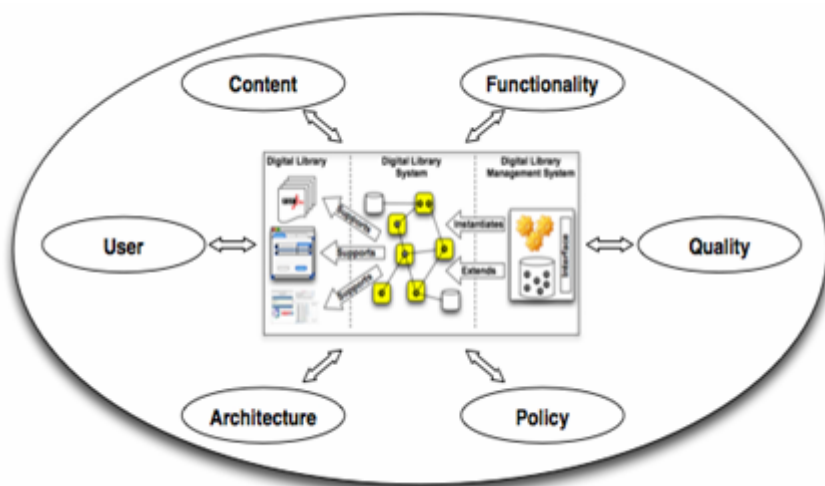 Content
Functionality
Digital Library
Digital Library
System
Digital Library
Management System
Supports
Instantiates
User
Supports
Quality
Extends
Supports
Architecture
Policy